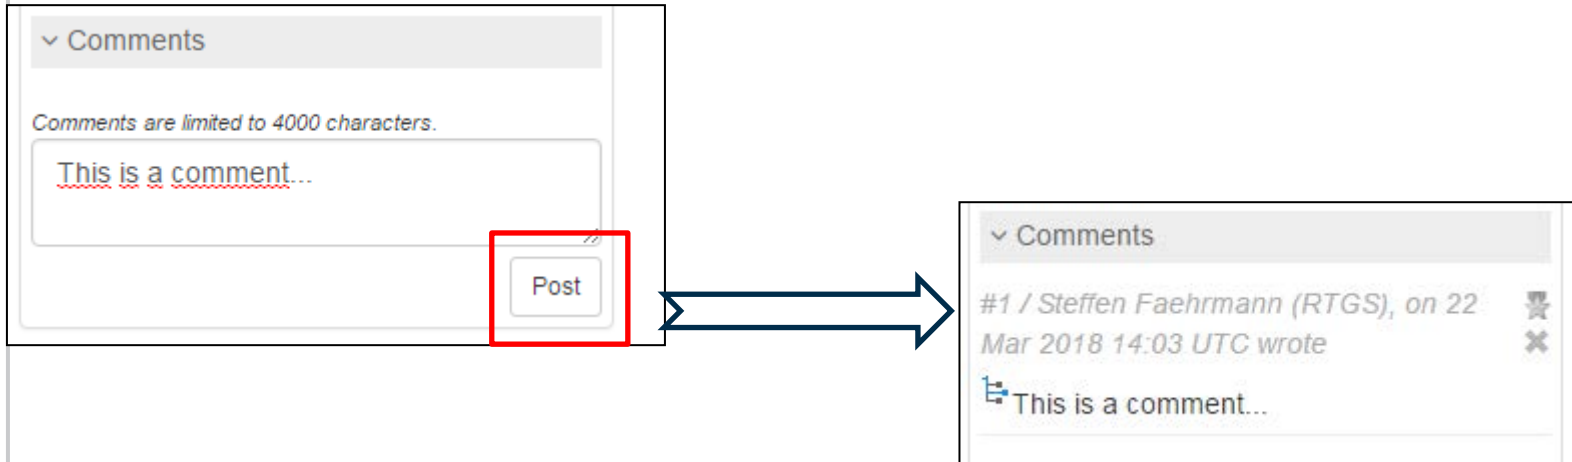 Comments
Comments are limited to 4000 characters.
This is a comment...
Post
Comments
#1 / Steffen Faehrmann (RTGS), on 22
Mar 2018 14:03 UTC wrote
This is a comment...